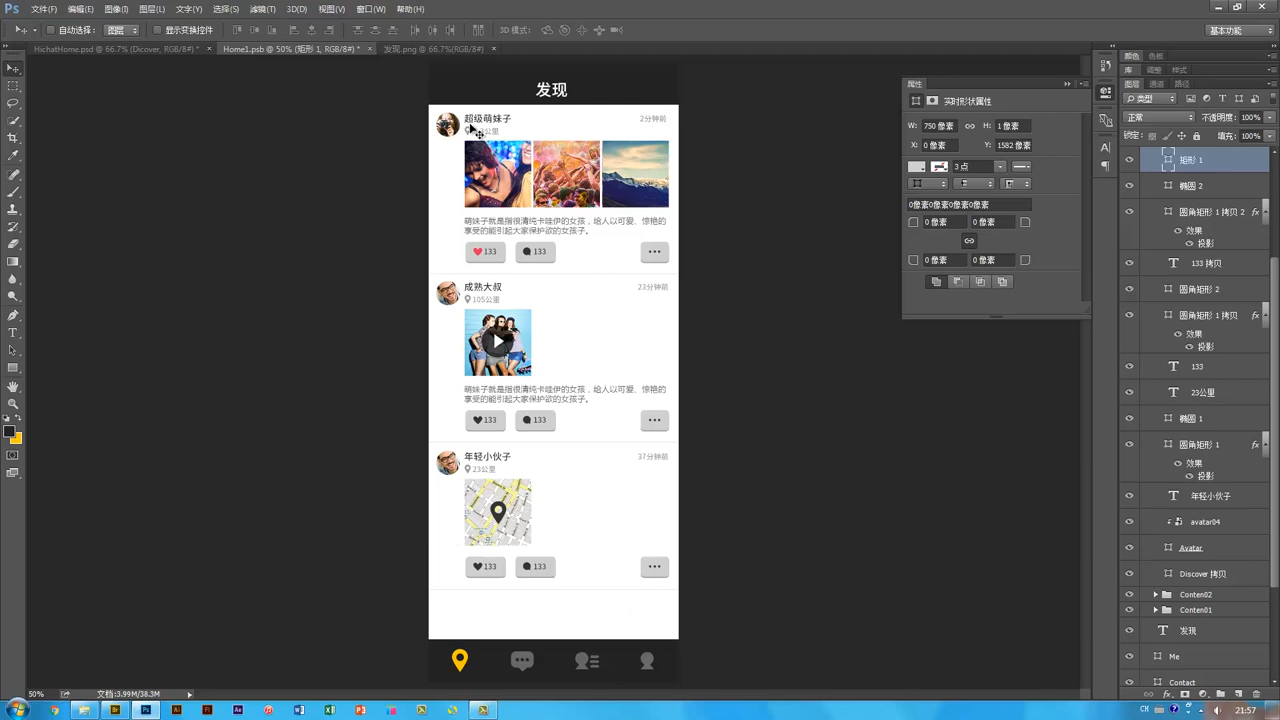 Ps 文件(F) 编辑(E) 图像(I) 图层(L) 文字(Y) 选择(S) 滤镜(T) 3D(D) 视图(V) 窗口(W) 帮助(H)
自动选择: 图层 显示变换控件 3D 模式: 基本功能
HichatHome.psd @ 66.7% (Dicover, RGB/8#) * × Home1.psb @ 50% (矩形 1, RGB/8#) * × 发现.png @ 66.7%(RGB/8#) ×
发现
超级萌妹子 2分钟前
公里
萌妹子就是指很清纯卡哇伊的女孩，给人以可爱、惊艳的
享受的能引起大家保护欲的女孩子。
133 133
成熟大叔 23分钟前
105公里
萌妹子就是指很清纯卡哇伊的女孩，给人以可爱、惊艳的
享受的能引起大家保护欲的女孩子。
133 133
年轻小伙子 37分钟前
23公里
133 133
属性
实时形状属性
W: 750 像素 H: 1 像素
X: 0 像素 Y: 1582 像素
3 点
0像素0像素0像素0像素
0 像素 0 像素
0 像素 0 像素
颜色 色板
库 调整 样式
图层 通道 路径
类型
正常 不透明度: 100%
锁定: 填充: 100%
矩形 1
椭圆 2
圆角矩形 1 拷... fx
效果
投影
133 拷贝
圆角矩形 2
圆角矩形 1 拷贝 fx
效果
投影
133
23公里
椭圆 1
圆角矩形 1 fx
效果
投影
年轻小伙子
avatar04
Avatar
Discover 拷贝
Conten02
Conten01
发现
Me
Contact
50% 文档:3.99M/38.3M
CH 21:57